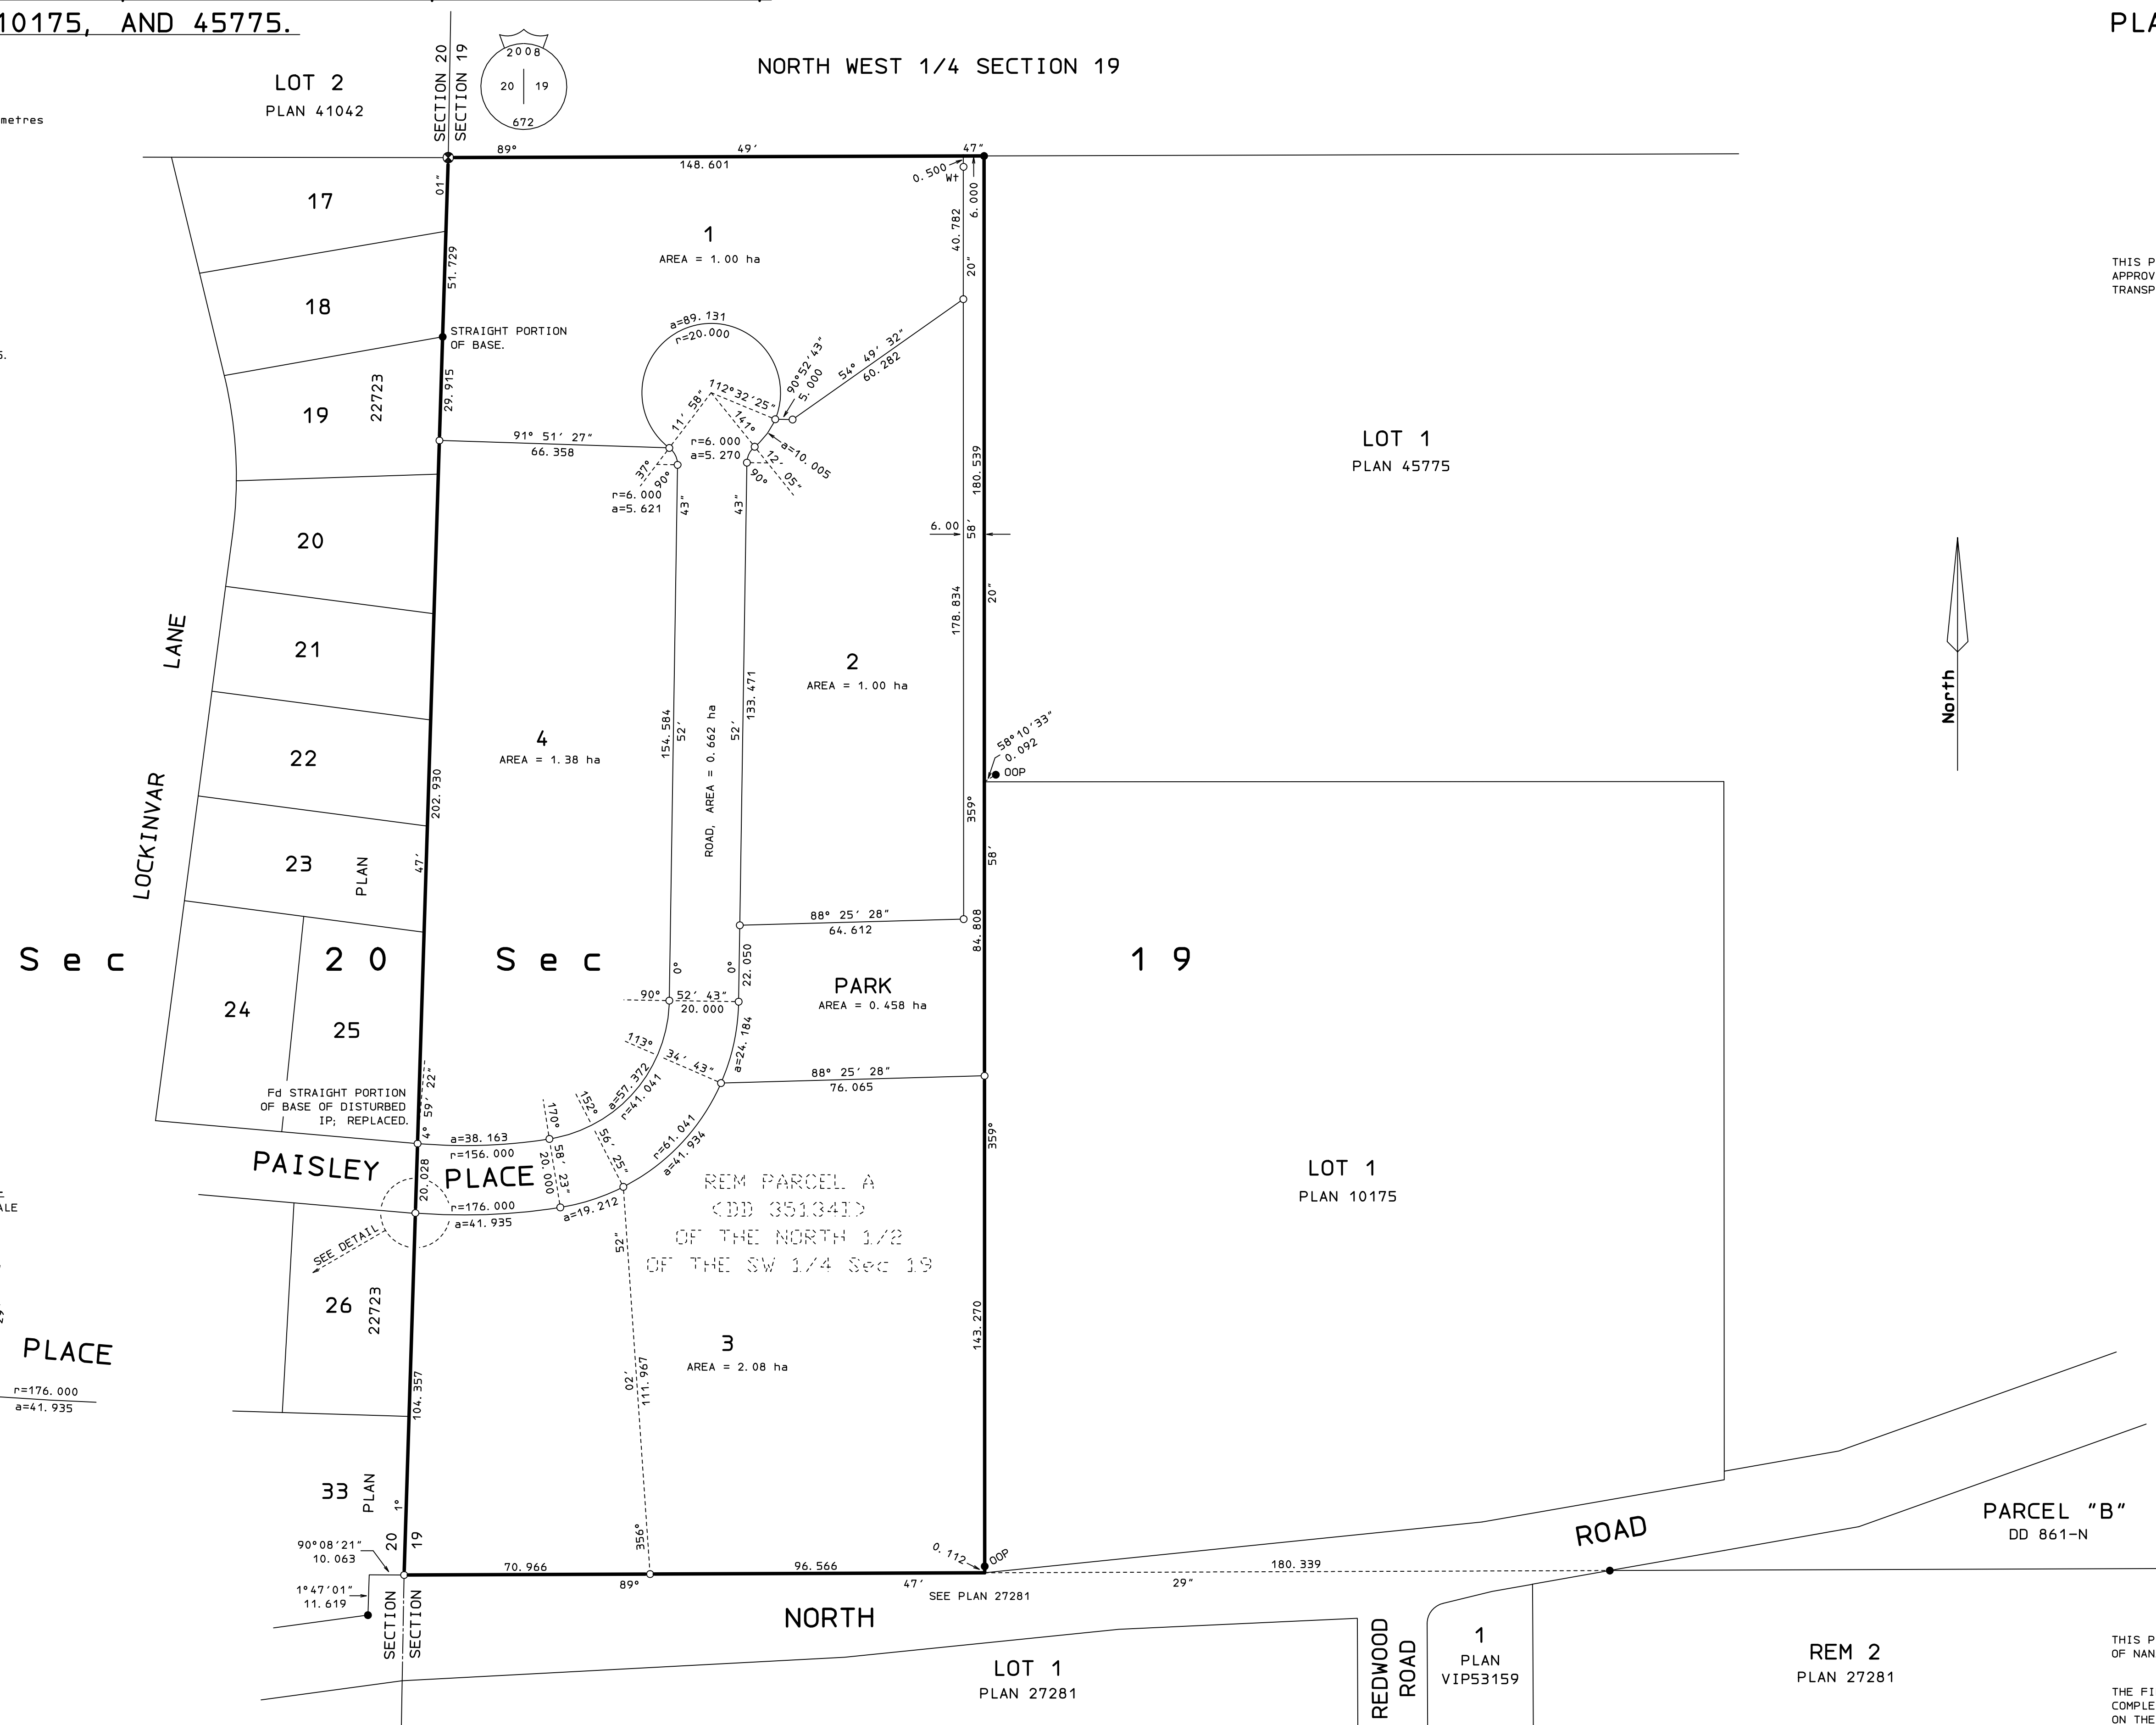 10175, AND 45775.
PLA
SECTION 20
SECTION 19
2008
20 19
672
NORTH WEST 1/4 SECTION 19
LOT 2
PLAN 41042
metres
89° 49′ 47″
148.601
01″
0.500
Wt
6.000
17
40.782
1
AREA = 1.00 ha
51.729
20″
THIS P
APPROV
TRANSP
18
a=89.131
r=20.000
STRAIGHT PORTION
OF BASE.
90°52′43″
5.000
54° 49′ 32″
60.282
S.
29.915
22723
19
112°32′25″
11′ 58″
141°
91° 51′ 27″
66.358
r=6.000
a=5.270
a=10.005
12′ 05″
37°
90°
90°
r=6.000
a=5.621
43″
43″
180.539
LOT 1
PLAN 45775
6.00
58′
20
20″
178.834
LANE
21
2
AREA = 1.00 ha
133.471
154.584
52′
52′
ROAD, AREA = 0.662 ha
North
4
AREA = 1.38 ha
58°10′33″
0.092
OOP
22
202.930
359°
LOCKINVAR
23
PLAN
47′
58′
88° 25′ 28″
64.612
84.808
Sec 20 Sec 19
0°
0°
22.050
PARK
AREA = 0.458 ha
90° 52′ 43″
20.000
24
25
113°
34′ 43″
a=24.184
88° 25′ 28″
76.065
4° 59′ 22″
Fd STRAIGHT PORTION
OF BASE OF DISTURBED
IP; REPLACED.
a=57.372
r=41.041
152°
170°
359°
a=38.163
r=156.000
56′ 25″
r=61.041
a=41.934
58′ 23″
20.000
PAISLEY PLACE
20.028
LOT 1
PLAN 10175
REM PARCEL A
(DD 35134I)
OF THE NORTH 1/2
OF THE SW 1/4 Sec 19
r=176.000
a=41.935
a=19.212
ALE
SEE DETAIL
52″
26
22723
143.270
3
AREA = 2.08 ha
PLACE
r=176.000
a=41.935
104.357
02′
111.967
33
PLAN
1°
20
19
356°
90°08′21″
10.063
0.112
OOP
ROAD
PARCEL "B"
DD 861-N
70.966
96.566
180.339
89° 47′ 29″
1°47′01″
11.619
SEE PLAN 27281
SECTION
SECTION
NORTH
REDWOOD
ROAD
1
PLAN
VIP53159
REM 2
PLAN 27281
LOT 1
PLAN 27281
THIS P
OF NAN
THE FI
COMPLE
ON THE